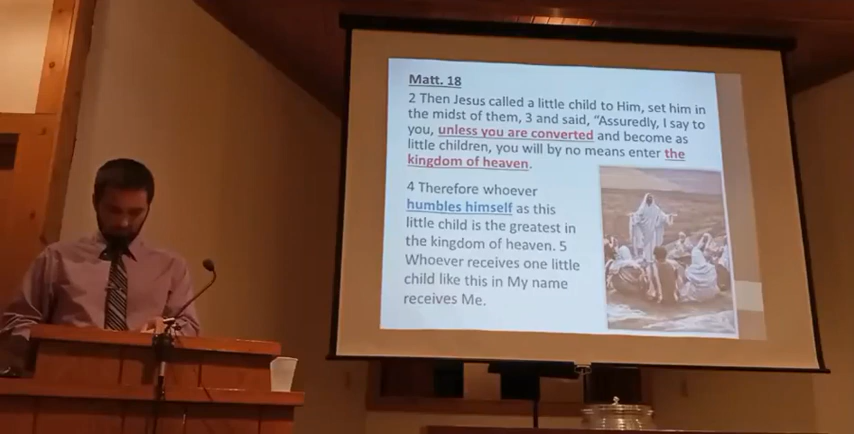 Matt. 18
2 Then Jesus called a little child to Him, set him in
the midst of them, 3 and said, “Assuredly, I say to
you, unless you are converted and become as
little children, you will by no means enter the
kingdom of heaven.
4 Therefore whoever
humbles himself as this
little child is the greatest in
the kingdom of heaven. 5
Whoever receives one little
child like this in My name
receives Me.